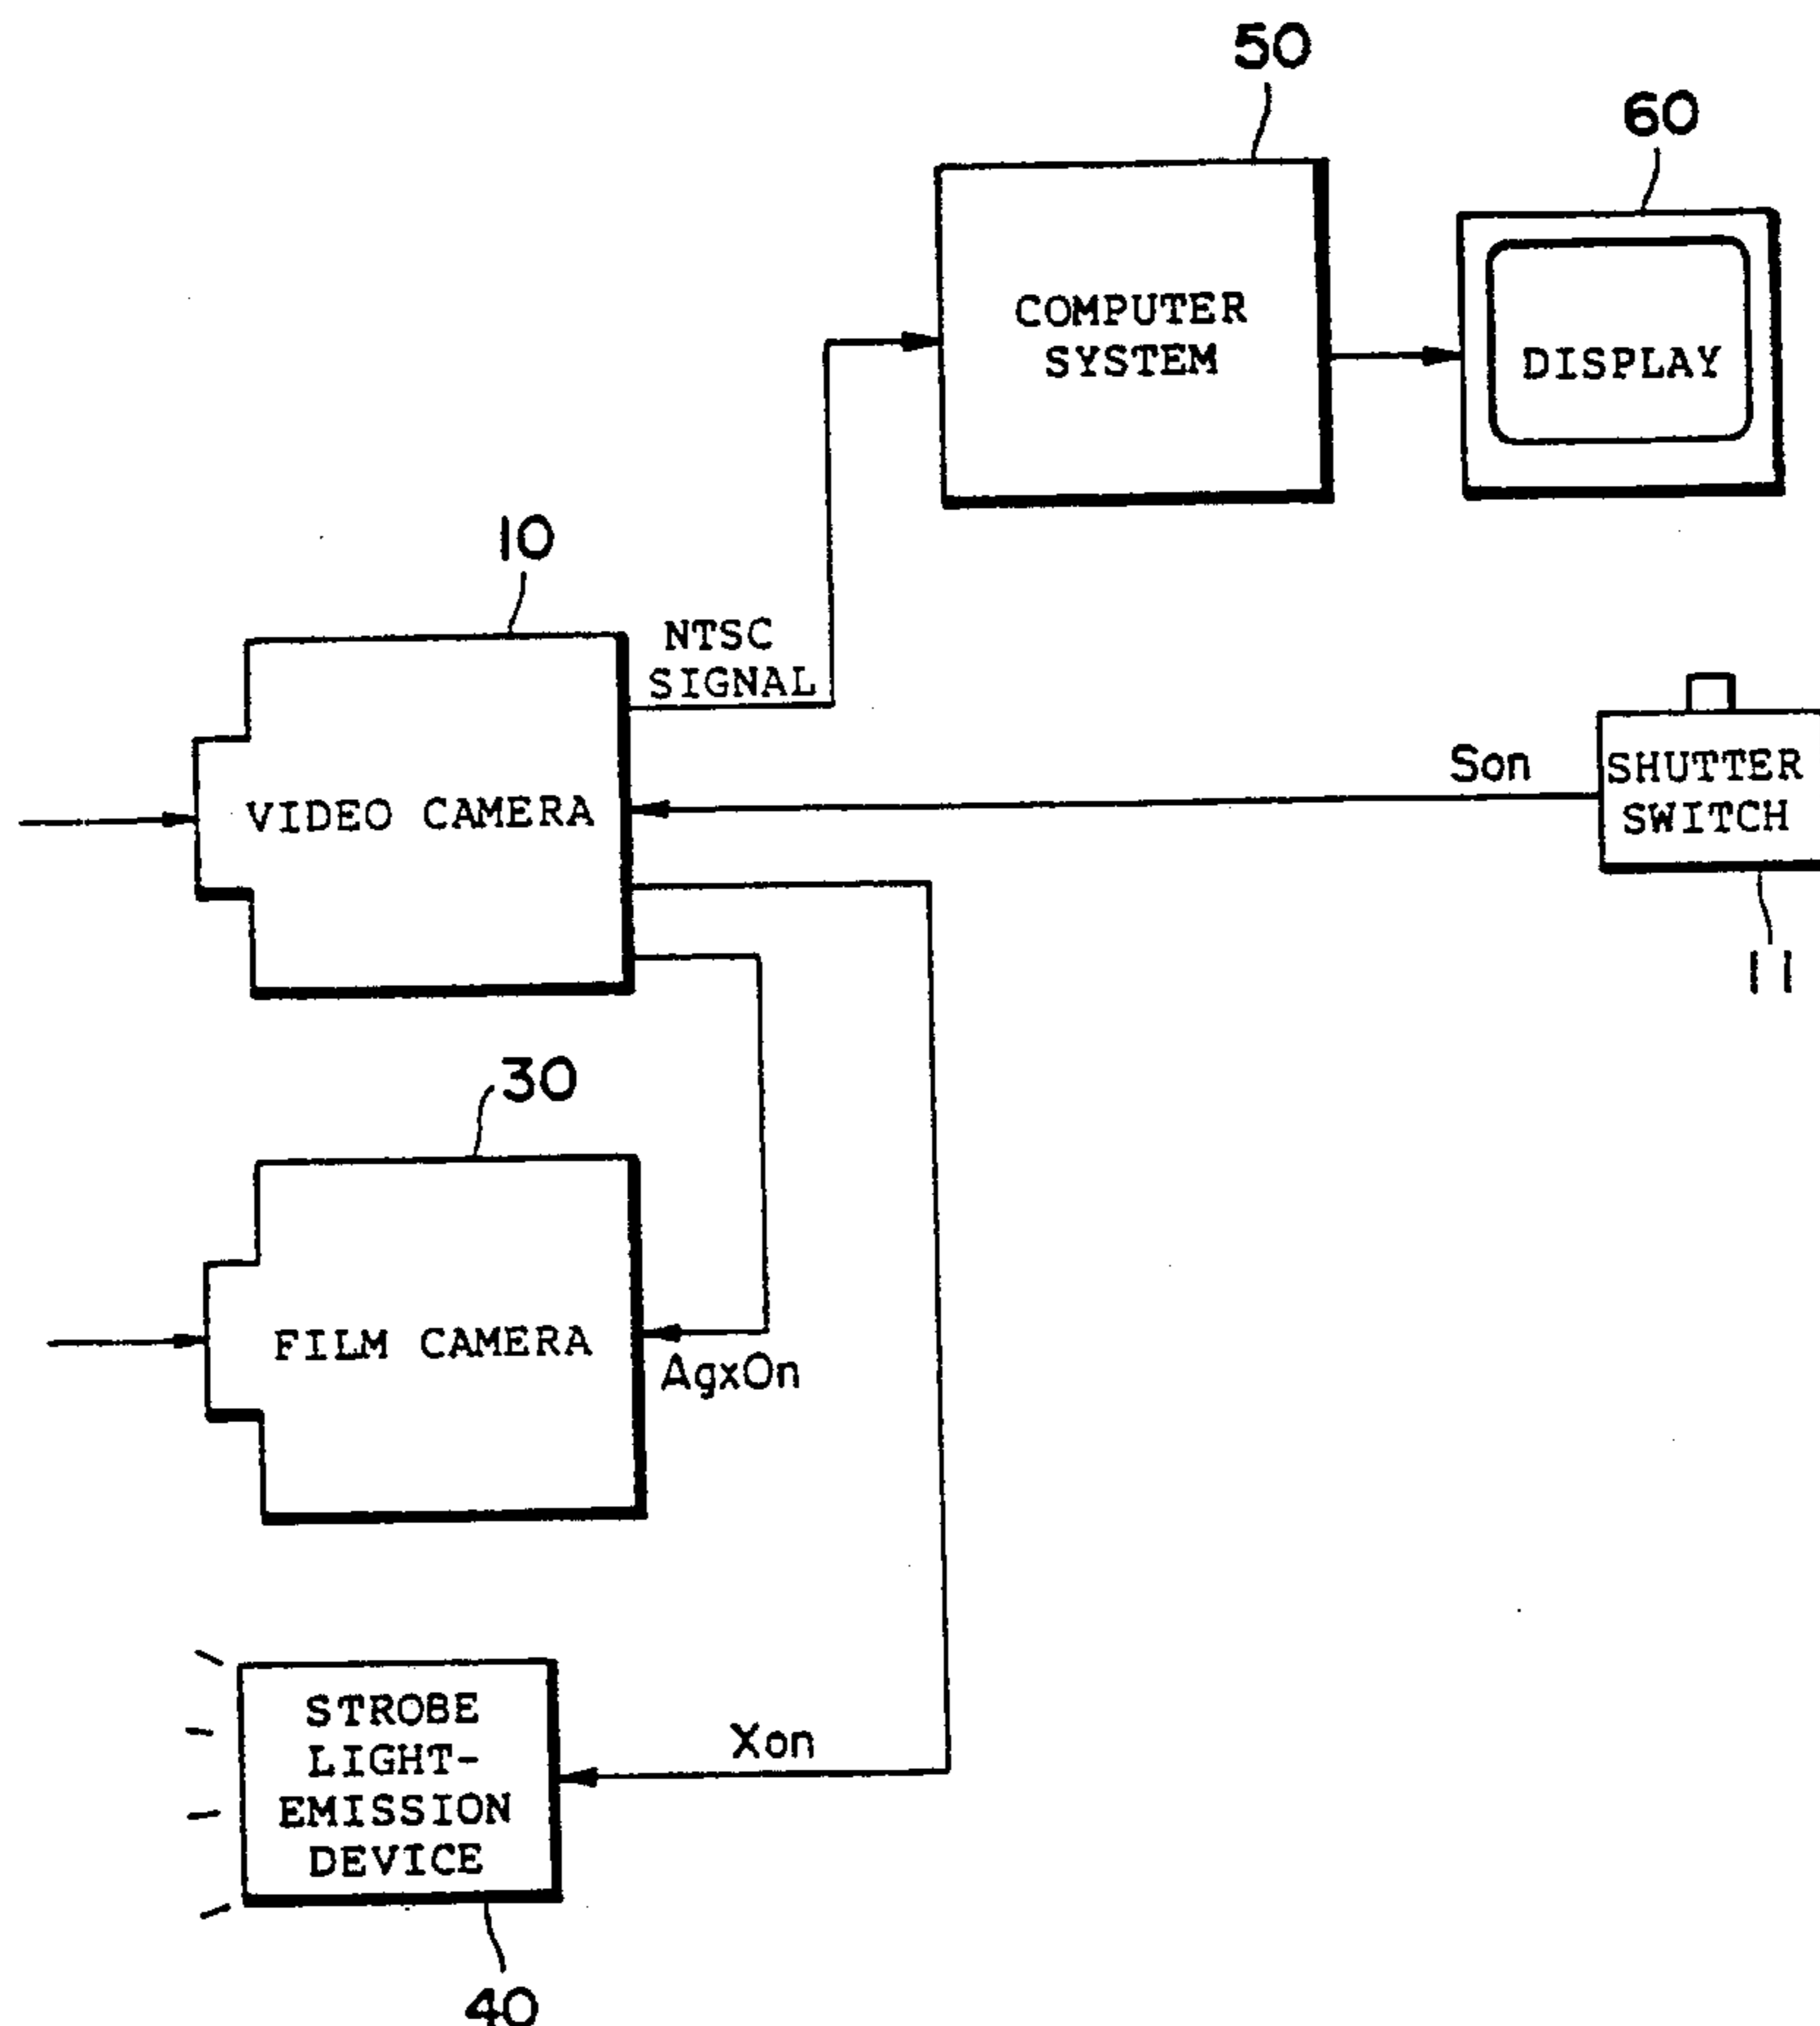 50
60
COMPUTER
SYSTEM
DISPLAY
10
NTSC
SIGNAL
VIDEO CAMERA
Son
SHUTTER
SWITCH
11
30
FILM CAMERA
AgxOn
STROBE
LIGHT-
EMISSION
DEVICE
Xon
40